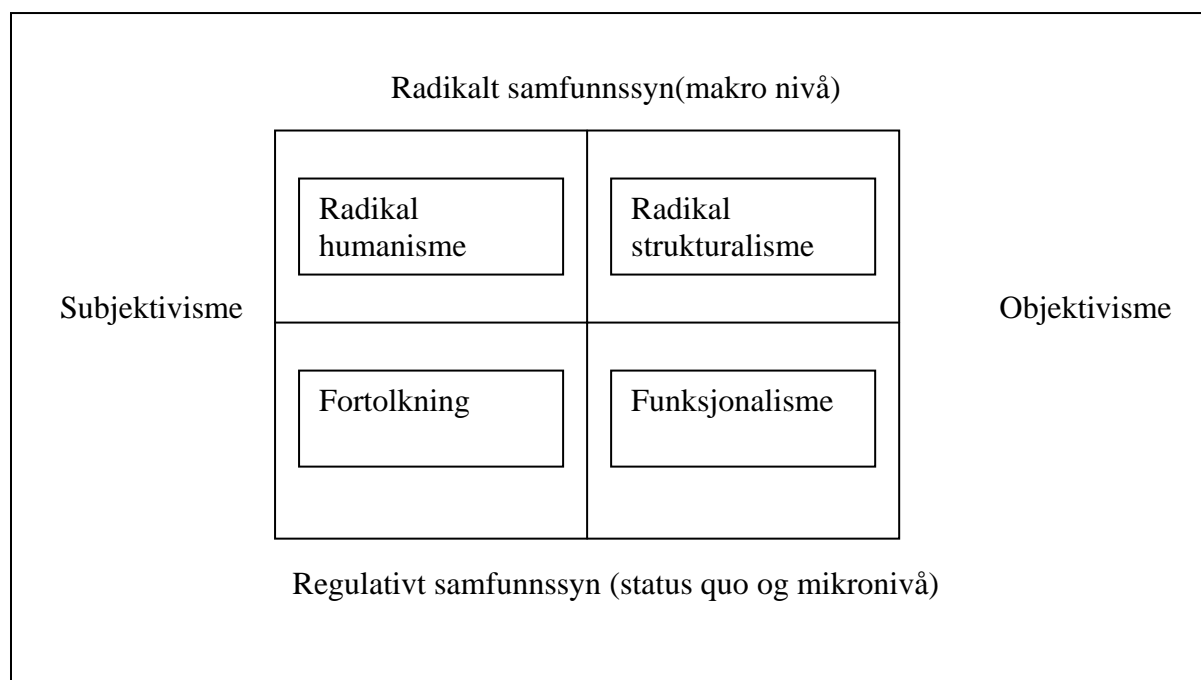 Radikalt samfunnssyn(makro nivå)
Radikal
humanisme
Radikal
strukturalisme
Subjektivisme
Objektivisme
Fortolkning
Funksjonalisme
Regulativt samfunnssyn (status quo og mikronivå)